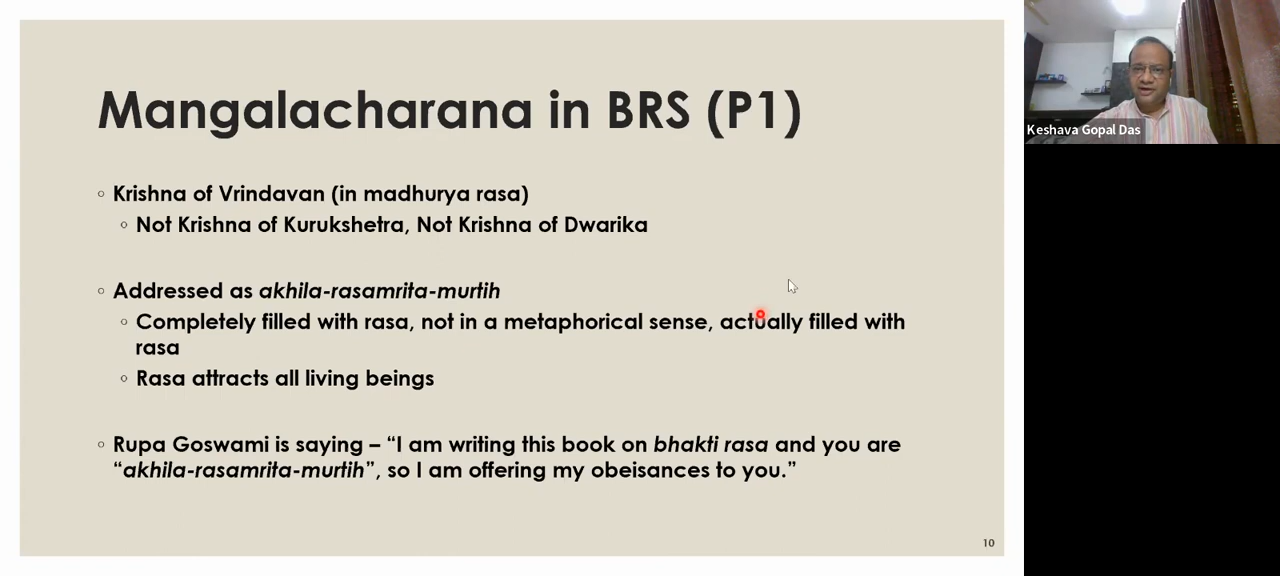 Mangalacharana in BRS (P1)
Krishna of Vrindavan (in madhurya rasa)
Not Krishna of Kurukshetra, Not Krishna of Dwarika
Addressed as akhila-rasamrita-murtih
Completely filled with rasa, not in a metaphorical sense, actually filled with
rasa
Rasa attracts all living beings
Rupa Goswami is saying – “I am writing this book on bhakti rasa and you are
“akhila-rasamrita-murtih”, so I am offering my obeisances to you.”
10
Keshava Gopal Das